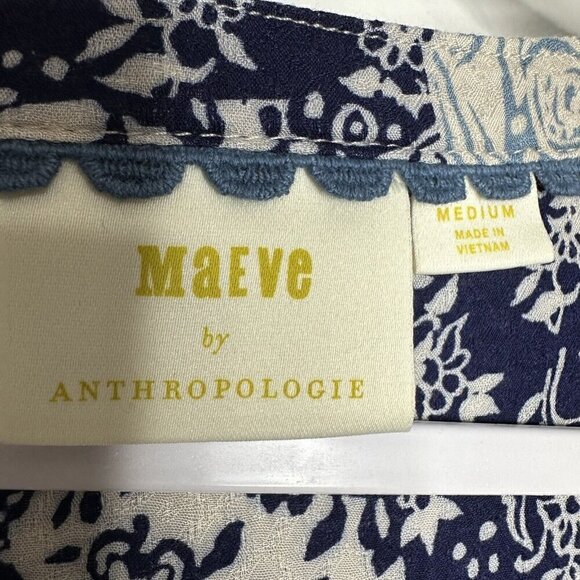 MaEve
by
ANTHROPOLOGIE
MEDIUM
MADE IN
VIETNAM